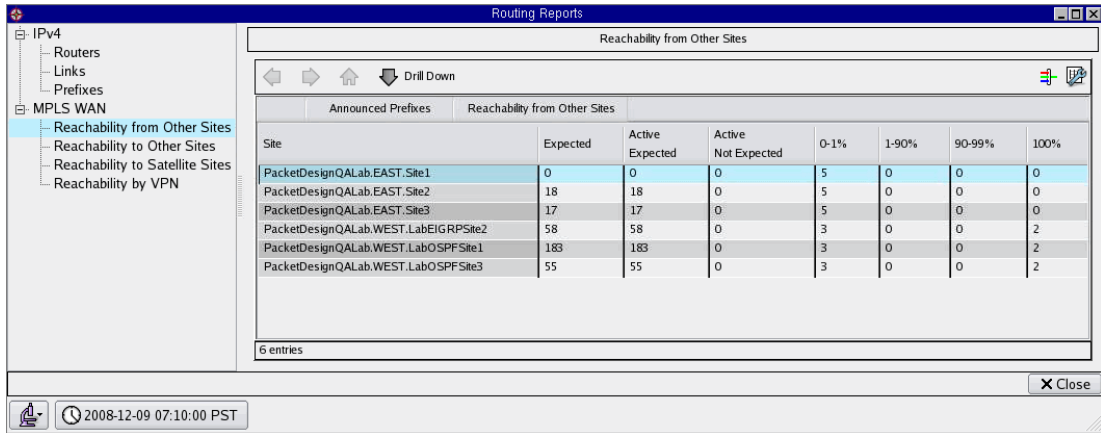 Routing Reports
IPv4
Routers
Links
Prefixes
MPLS WAN
Reachability from Other Sites
Reachability to Other Sites
Reachability to Satellite Sites
Reachability by VPN
Reachability from Other Sites
Drill Down
Announced Prefixes Reachability from Other Sites
Site Expected Active Expected Active Not Expected 0-1% 1-90% 90-99% 100%
PacketDesignQALab.EAST.Site1 0 0 0 5 0 0 0
PacketDesignQALab.EAST.Site2 18 18 0 5 0 0 0
PacketDesignQALab.EAST.Site3 17 17 0 5 0 0 0
PacketDesignQALab.WEST.LabEIGRPSite2 58 58 0 3 0 0 2
PacketDesignQALab.WEST.LabOSPFSite1 183 183 0 3 0 0 2
PacketDesignQALab.WEST.LabOSPFSite3 55 55 0 3 0 0 2
6 entries
Close
2008-12-09 07:10:00 PST